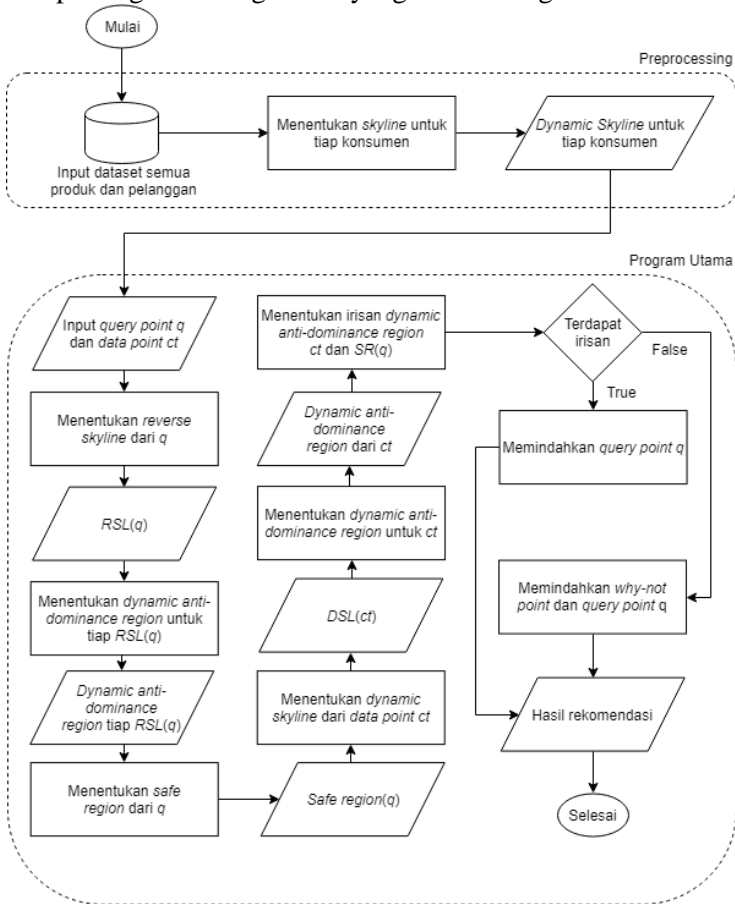 Mulai
Preprocessing
Input dataset semua
produk dan pelanggan
Menentukan skyline untuk
tiap konsumen
Dynamic Skyline untuk
tiap konsumen
Program Utama
Input query point q
dan data point ct
Menentukan reverse
skyline dari q
RSL(q)
Menentukan dynamic anti-
dominance region untuk
tiap RSL(q)
Dynamic anti-
dominance
region tiap RSL(q)
Menentukan safe
region dari q
Safe region(q)
Menentukan dynamic
skyline dari data point ct
DSL(ct)
Menentukan dynamic anti-
dominance region untuk ct
Dynamic anti-
dominance
region dari ct
Menentukan irisan dynamic
anti-dominance region
ct dan SR(q)
Terdapat
irisan
False
True
Memindahkan query point q
Memindahkan why-not
point dan query point q
Hasil rekomendasi
Selesai